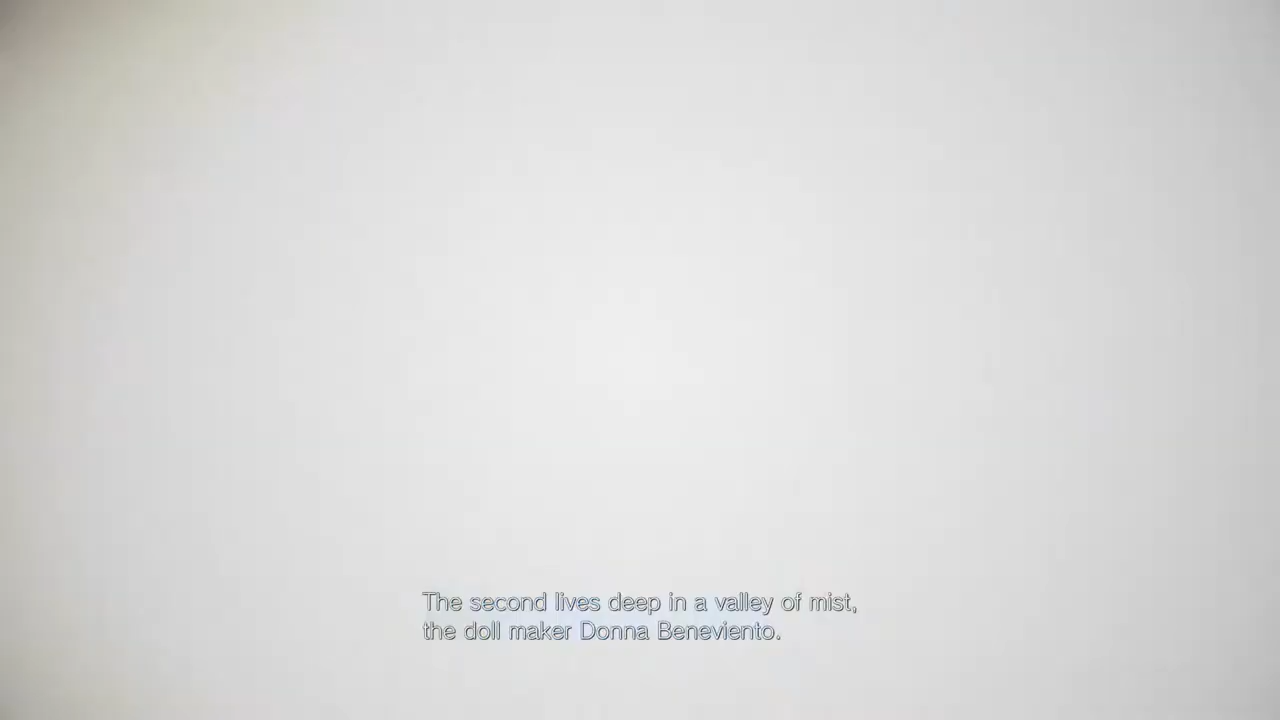 The second lives deep in a valley of mist,
the doll maker Donna Beneviento.